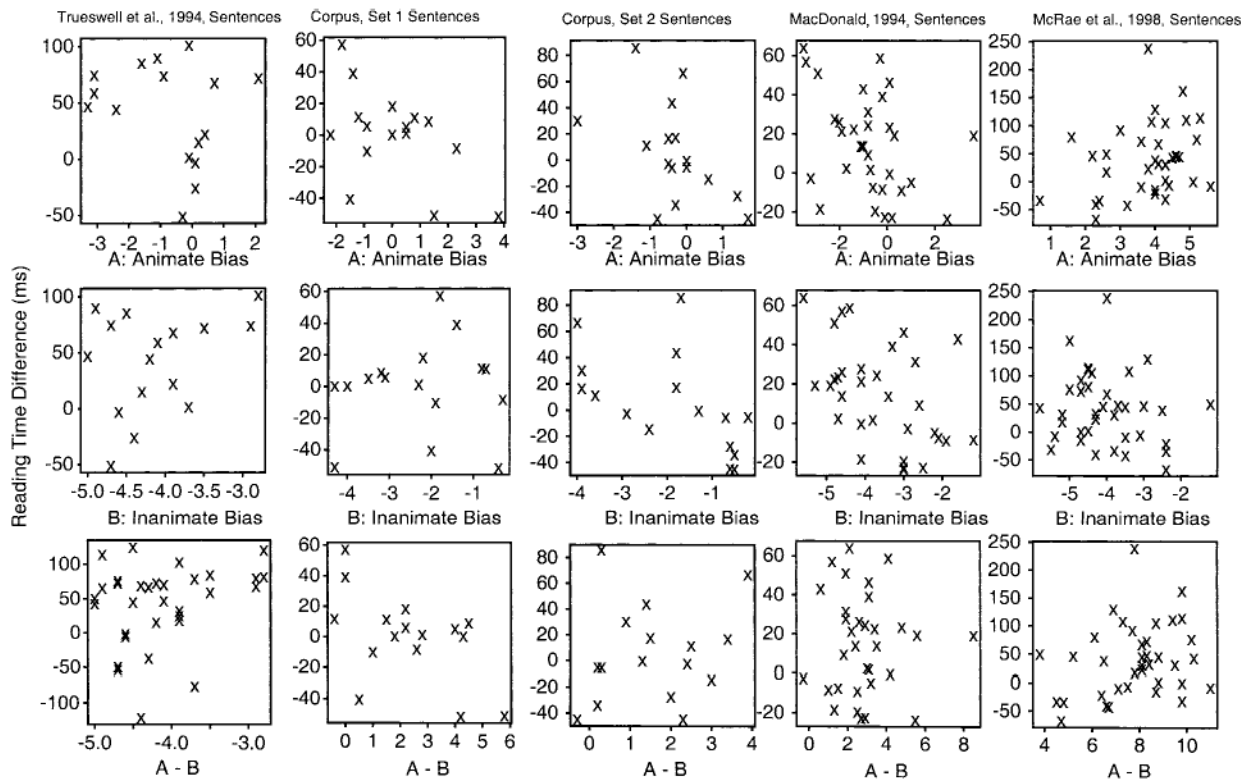 Trueswell et al., 1994, Sentences
Corpus, Set 1 Sentences
Corpus, Set 2 Sentences
MacDonald, 1994, Sentences
McRae et al., 1998, Sentences
100
50
0
-50
60
40
20
0
-20
-40
80
60
40
20
0
-20
-40
60
40
20
0
-20
250
200
150
100
50
0
-50
-3 -2 -1 0 1 2
-2 -1 0 1 2 3 4
-3 -2 -1 0 1
-2 0 2
1 2 3 4 5
A: Animate Bias
A: Animate Bias
A: Animate Bias
A: Animate Bias
A: Animate Bias
Reading Time Difference (ms)
100
50
0
-50
60
40
20
0
-20
-40
80
60
40
20
0
-20
-40
60
40
20
0
-20
250
200
150
100
50
0
-50
-5.0 -4.5 -4.0 -3.5 -3.0
-4 -3 -2 -1
-4 -3 -2 -1
-5 -4 -3 -2
-5 -4 -3 -2
B: Inanimate Bias
B: Inanimate Bias
B: Inanimate Bias
B: Inanimate Bias
B: Inanimate Bias
100
50
0
-50
-100
60
40
20
0
-20
-40
80
60
40
20
0
-20
-40
60
40
20
0
-20
250
200
150
100
50
0
-50
-5.0 -4.0 -3.0
0 1 2 3 4 5 6
0 1 2 3 4
0 2 4 6 8
4 6 8 10
A - B
A - B
A - B
A - B
A - B